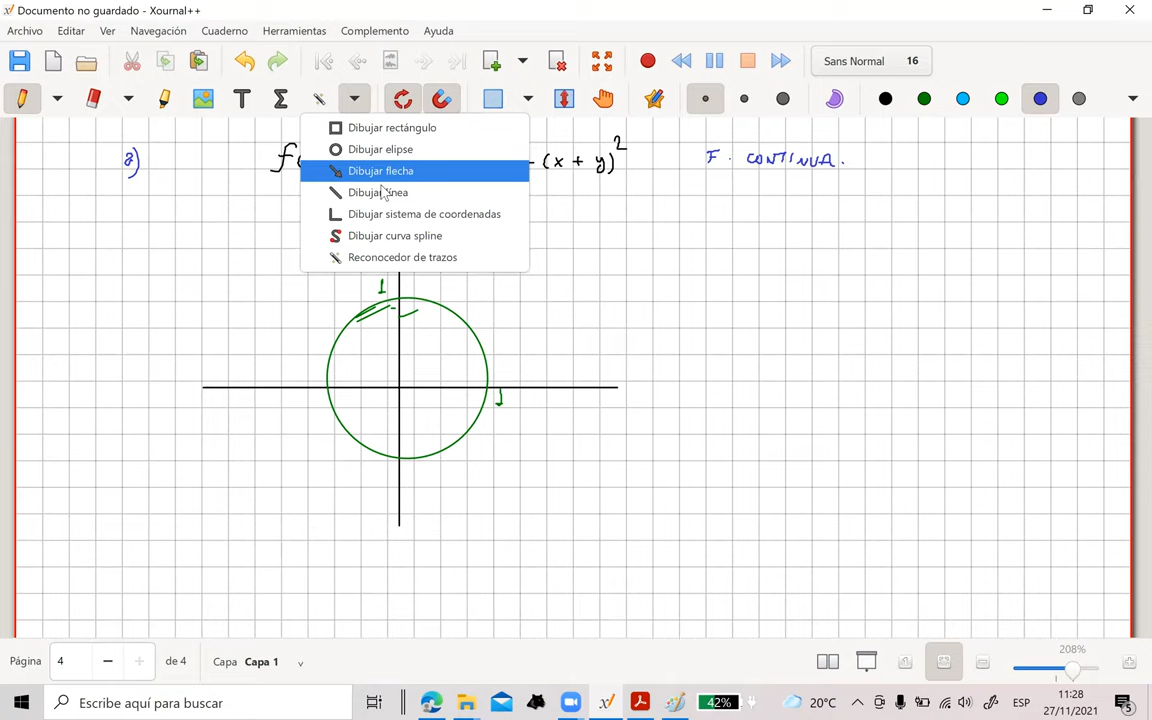 Documento no guardado - Xournal++
Archivo Editar Ver Navegación Cuaderno Herramientas Complemento Ayuda
Sans Normal 16
Dibujar rectángulo
Dibujar elipse
Dibujar flecha
Dibujar línea
Dibujar sistema de coordenadas
Dibujar curva spline
Reconocedor de trazos
8) f( - (x + y)² F. CONTINUA.
1
1
Página 4 de 4 Capa Capa 1 208%
Escribe aquí para buscar 42% 20°C ESP 11:28 27/11/2021 5